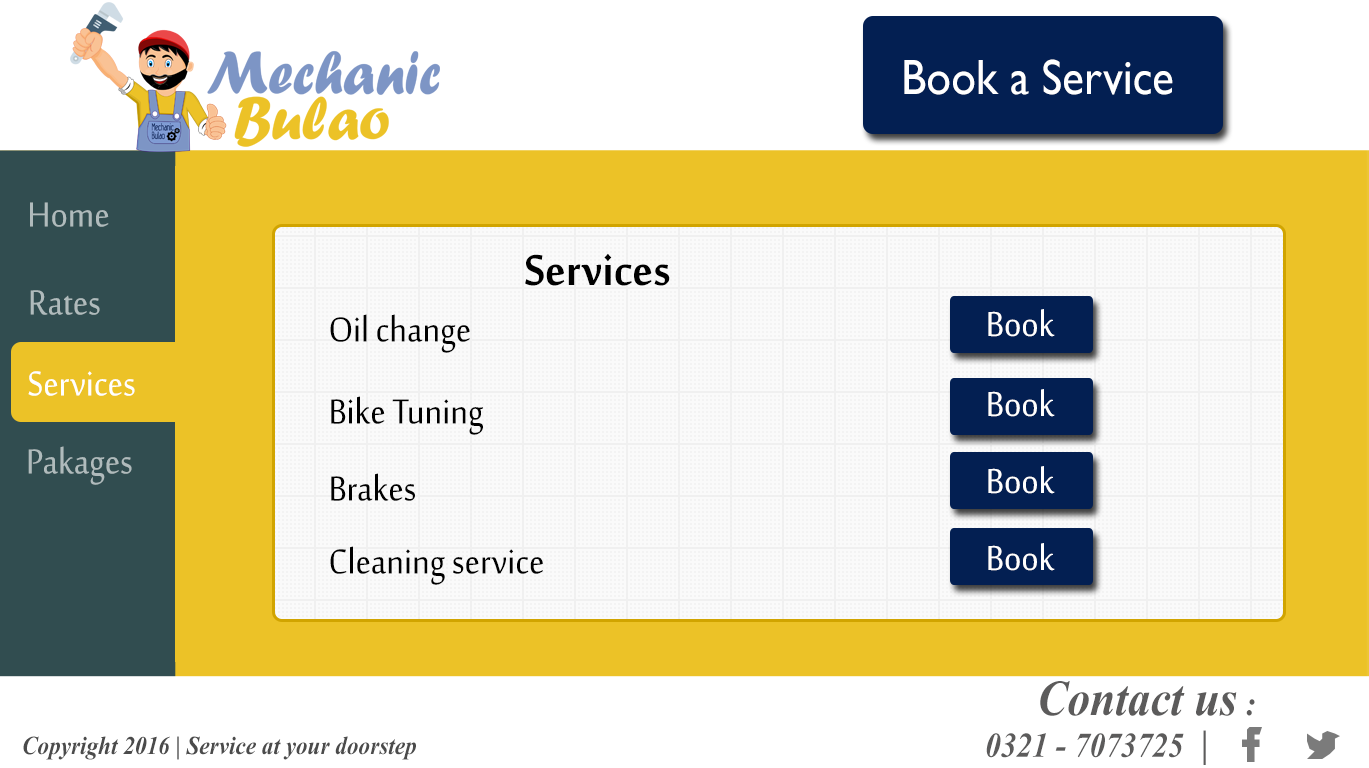 Mechanic
Bulao
Mechanic
Bulao
Book a Service
Home
Rates
Services
Pakages
Services
Oil change
Book
Bike Tuning
Book
Brakes
Book
Cleaning service
Book
Contact us :
Copyright 2016 | Service at your doorstep
0321 - 7073725 |